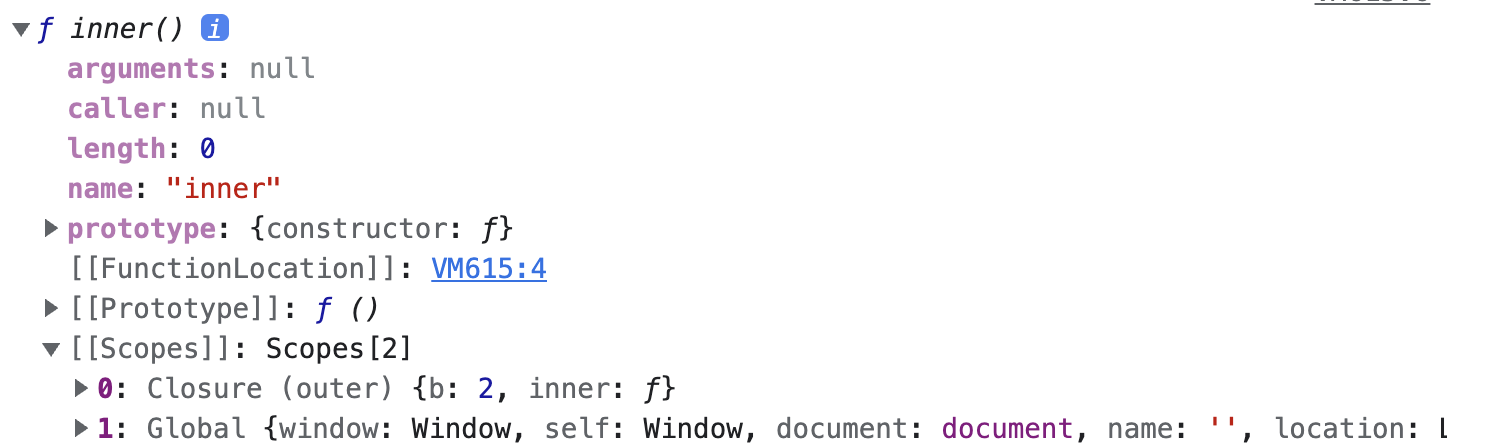 ▼ƒ inner() i
arguments: null
caller: null
length: 0
name: "inner"
▶prototype: {constructor: ƒ}
[[FunctionLocation]]: VM615:4
▶[[Prototype]]: ƒ ()
▼[[Scopes]]: Scopes[2]
▶0: Closure (outer) {b: 2, inner: ƒ}
▶1: Global {window: Window, self: Window, document: document, name: '', location: L